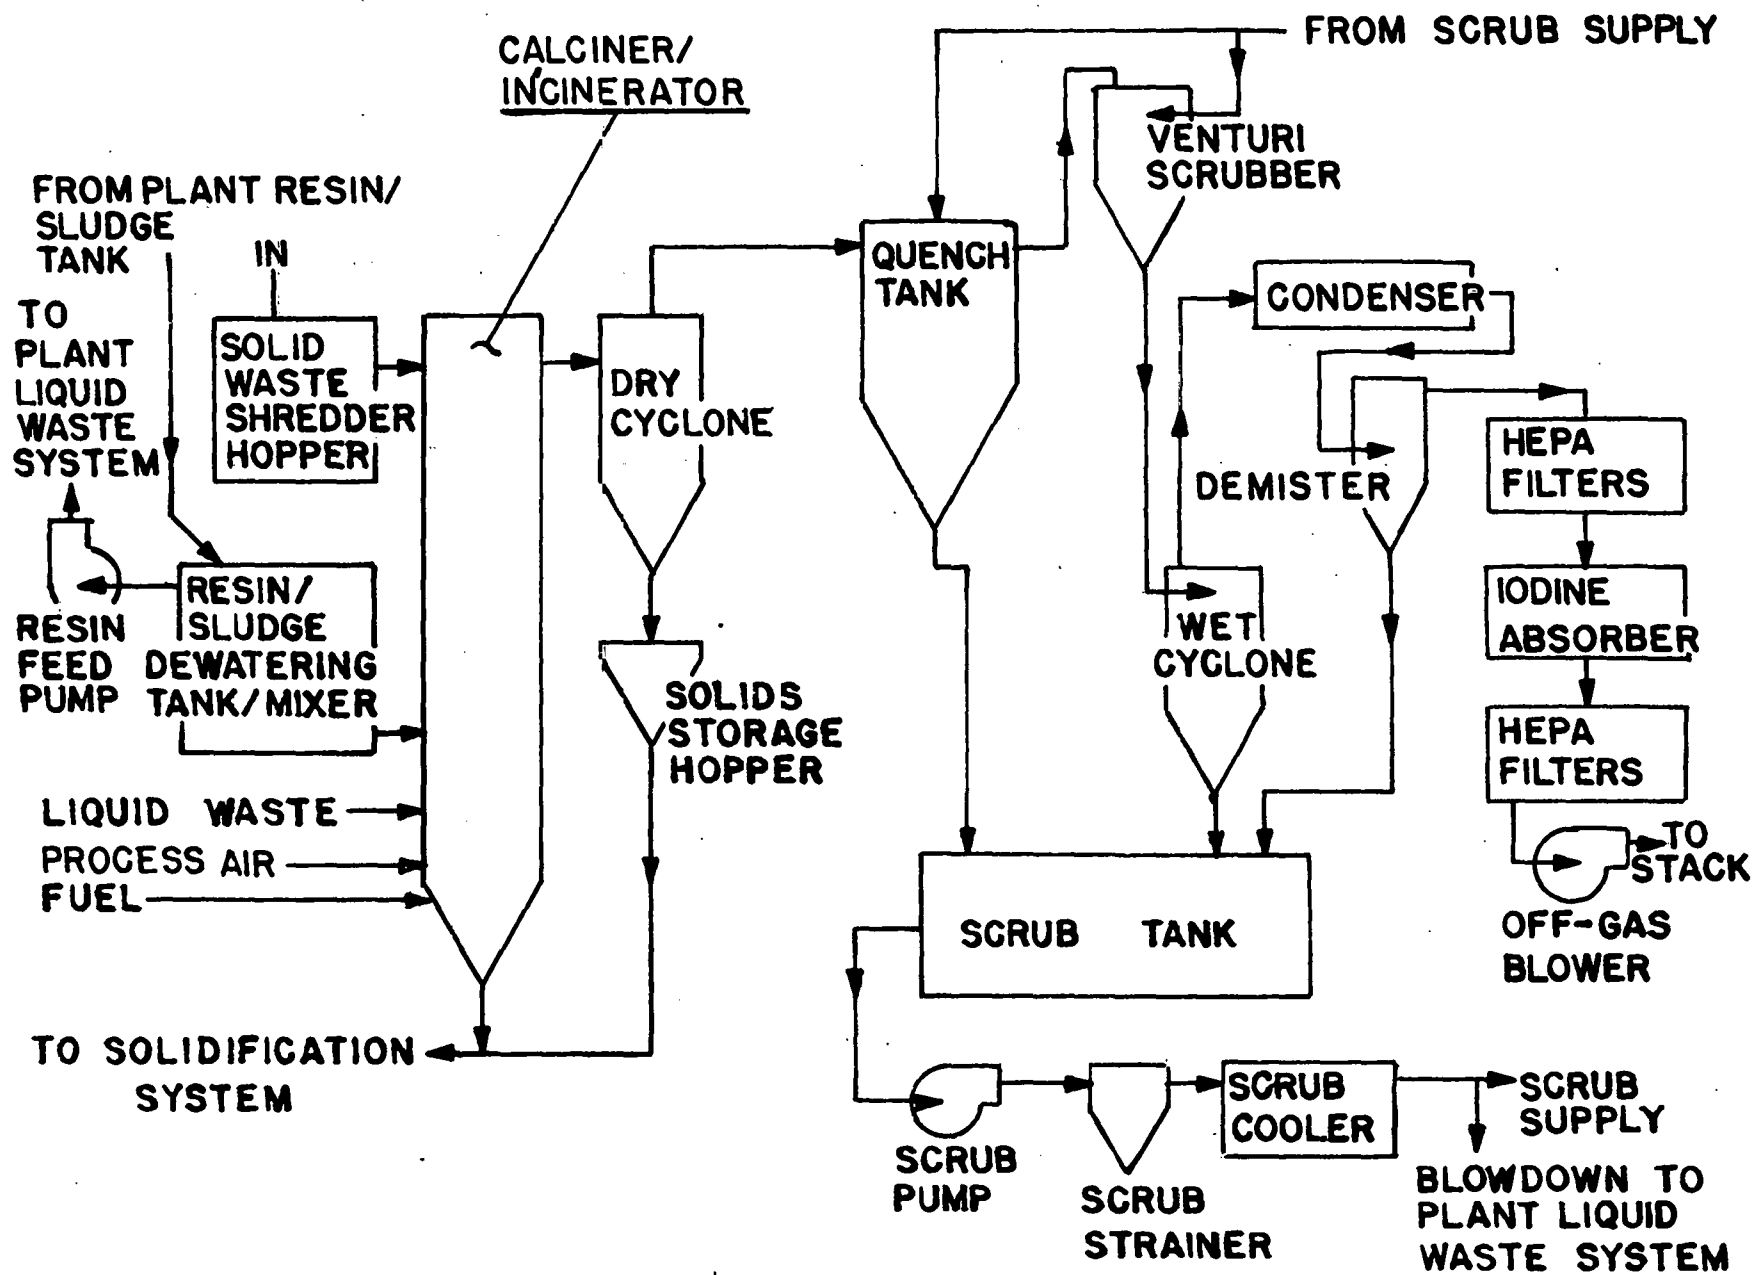 FROM SCRUB SUPPLY
CALCINER/
INCINERATOR
VENTURI
SCRUBBER
FROM PLANT RESIN/
SLUDGE
TANK
IN
TO
PLANT
LIQUID
WASTE
SYSTEM
SOLID
WASTE
SHREDDER
HOPPER
DRY
CYCLONE
QUENCH
TANK
CONDENSER
DEMISTER
HEPA
FILTERS
IODINE
ABSORBER
HEPA
FILTERS
TO
STACK
OFF-GAS
BLOWER
RESIN
FEED
PUMP
RESIN/
SLUDGE
DEWATERING
TANK/MIXER
SOLIDS
STORAGE
HOPPER
WET
CYCLONE
LIQUID WASTE
PROCESS AIR
FUEL
SCRUB TANK
TO SOLIDIFICATION
SYSTEM
SCRUB
PUMP
SCRUB
STRAINER
SCRUB
COOLER
SCRUB
SUPPLY
BLOWDOWN TO
PLANT LIQUID
WASTE SYSTEM